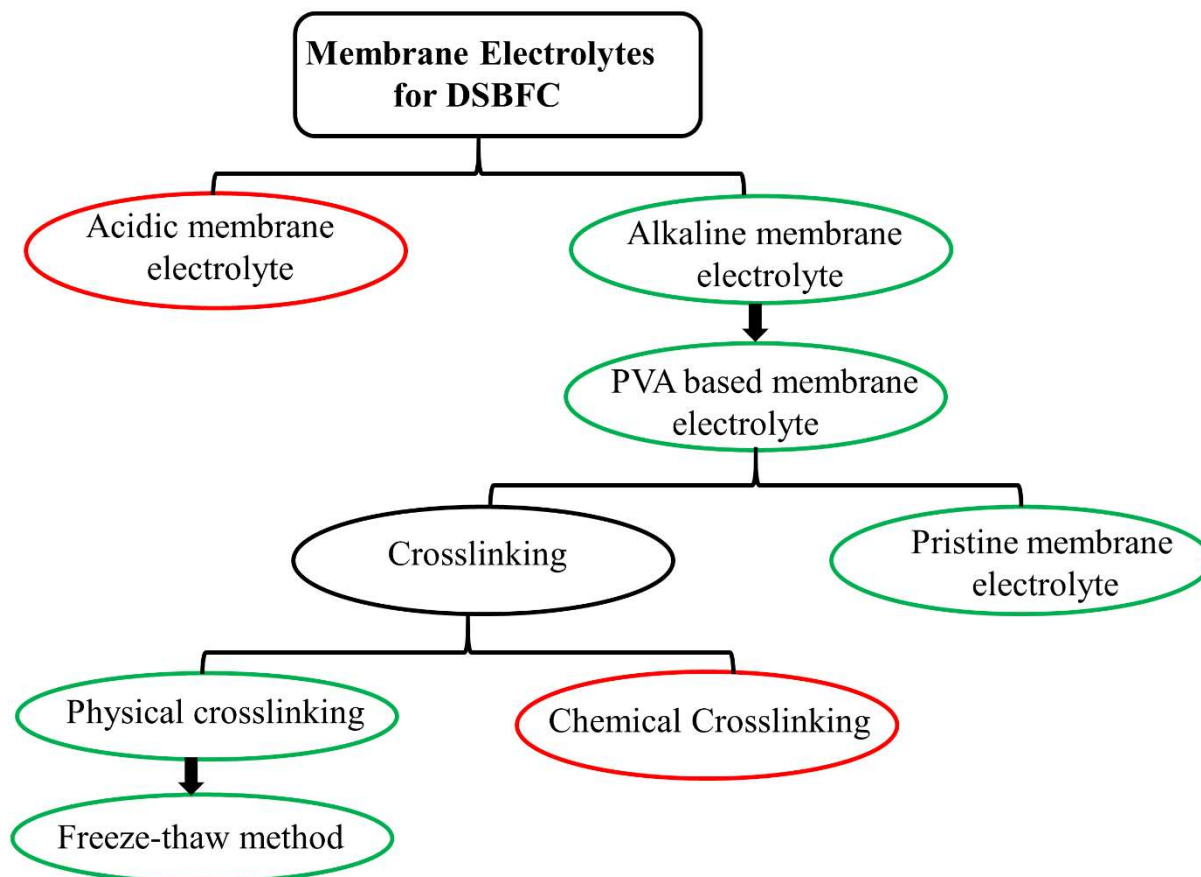 Membrane Electrolytes
for DSBFC
Acidic membrane
electrolyte
Alkaline membrane
electrolyte
PVA based membrane
electrolyte
Crosslinking
Pristine membrane
electrolyte
Physical crosslinking
Chemical Crosslinking
Freeze-thaw method